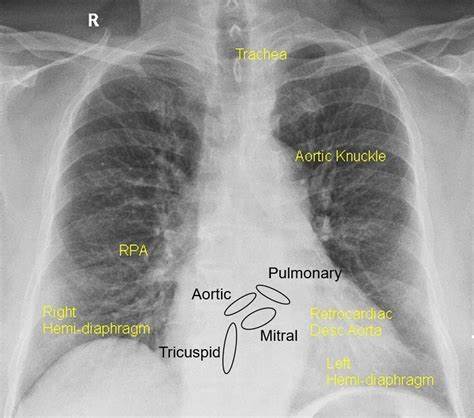 R
Trachea
Aortic Knuckle
RPA
Pulmonary
Aortic
Right
Hemi-diaphragm
Retrocardiac
Desc Aorta
Mitral
Tricuspid
Left
Hemi-diaphragm